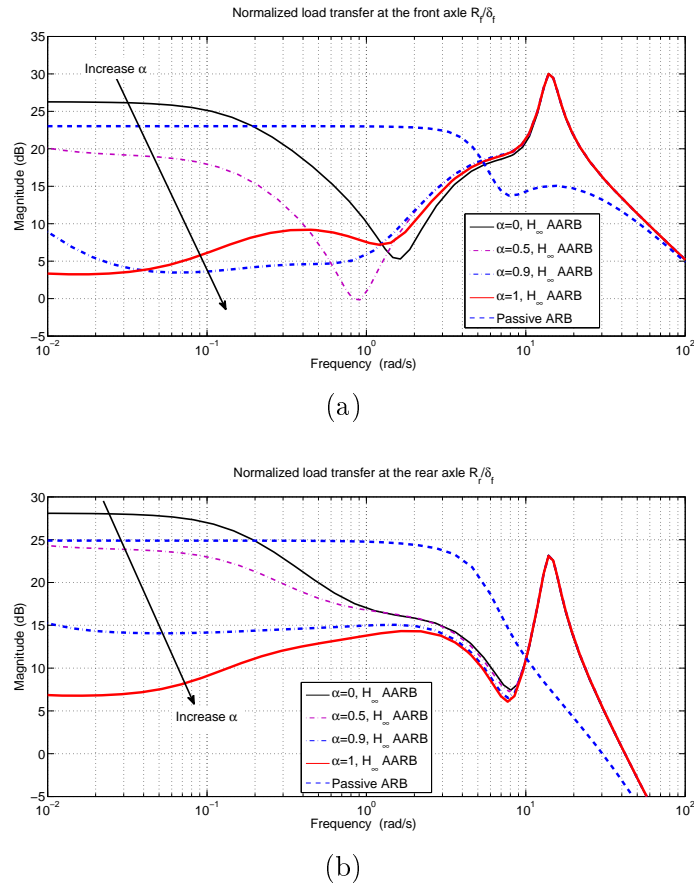 Normalized load transfer at the front axle R_f/δ_f
35
30
25
20
15
10
5
0
−5
Magnitude (dB)
Increase α
α=0, H∞ AARB
α=0.5, H∞ AARB
α=0.9, H∞ AARB
α=1, H∞ AARB
Passive ARB
10^−2 10^−1 10^0 10^1 10^2
Frequency (rad/s)
(a)
Normalized load transfer at the rear axle R_r/δ_f
30
25
20
15
10
5
0
−5
Magnitude (dB)
Increase α
α=0, H∞ AARB
α=0.5, H∞ AARB
α=0.9, H∞ AARB
α=1, H∞ AARB
Passive ARB
10^−2 10^−1 10^0 10^1 10^2
Frequency (rad/s)
(b)